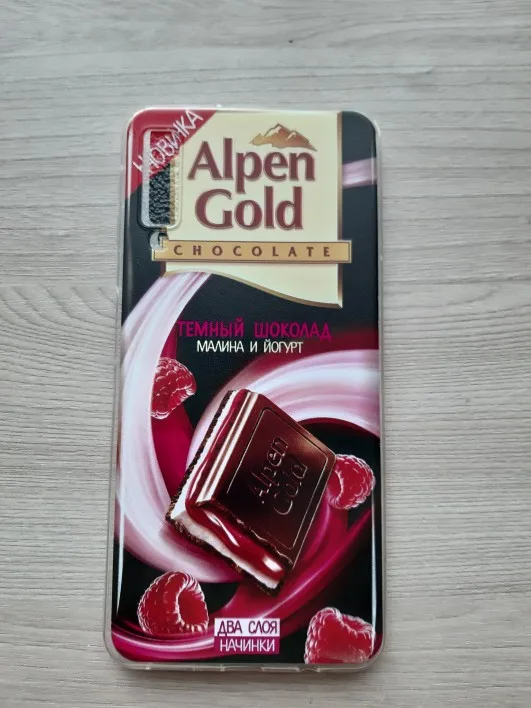 НОВИНКА
Alpen
Gold
CHOCOLATE
ТЕМНЫЙ ШОКОЛАД
МАЛИНА И ЙОГУРТ
Alpen
Gold
ДВА СЛОЯ
НАЧИНКИ